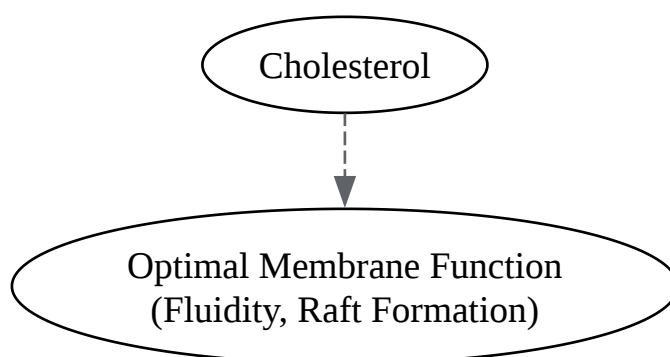 Cholesterol
Optimal Membrane Function
(Fluidity, Raft Formation)